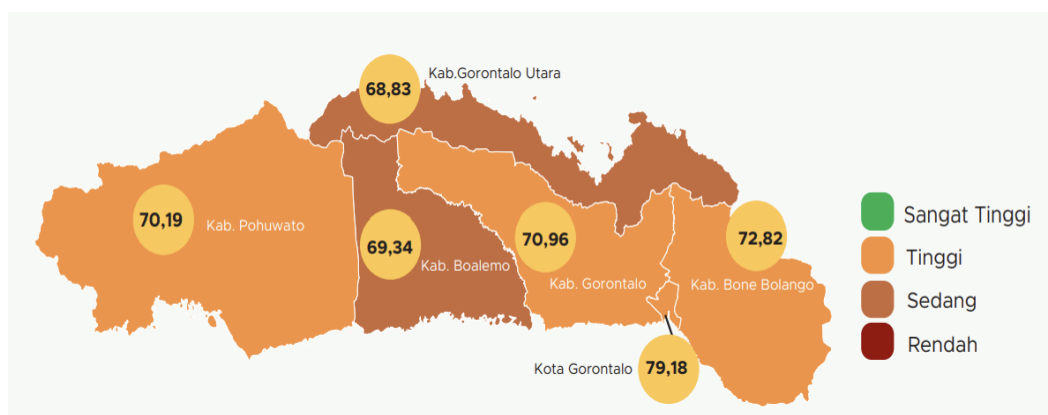 68,83
Kab.Gorontalo Utara
70,19
Kab. Pohuwato
69,34
Kab. Boalemo
70,96
Kab. Gorontalo
72,82
Kab. Bone Bolango
Kota Gorontalo
79,18
Sangat Tinggi
Tinggi
Sedang
Rendah